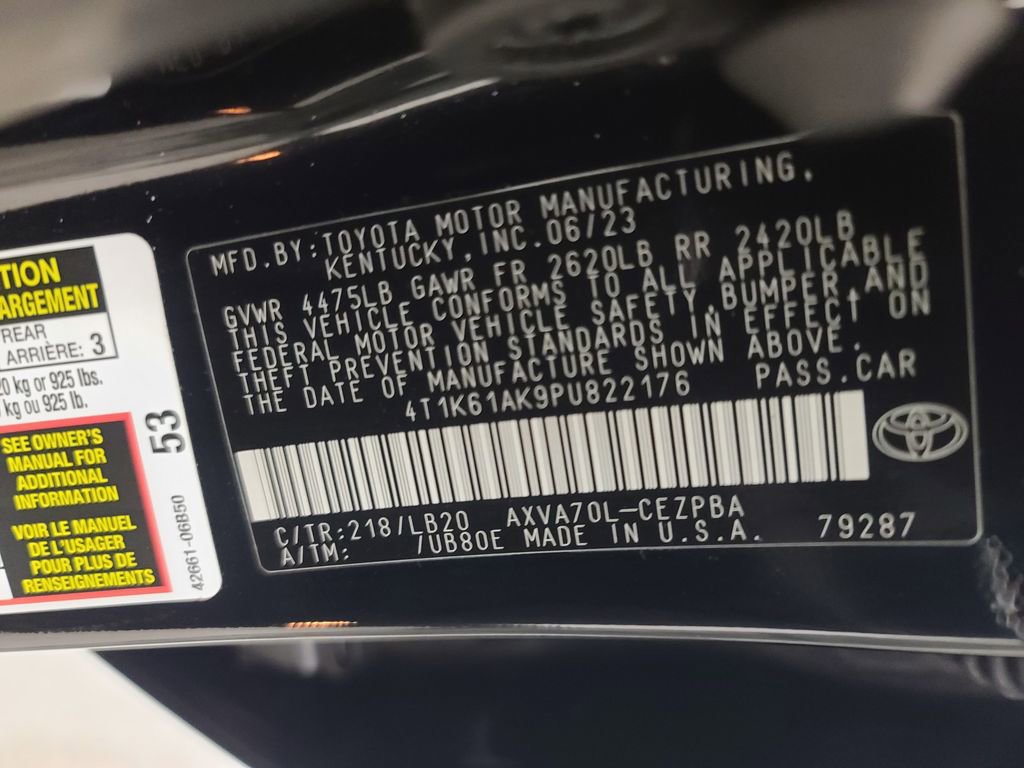 TION
ARGEMENT
REAR
ARRIÈRE: 3
20 kg or 925 lbs.
kg ou 925 lb.
SEE OWNER'S
MANUAL FOR
ADDITIONAL
INFORMATION
VOIR LE MANUEL
DE L'USAGER
POUR PLUS DE
RENSEIGNEMENTS
53
42661-06B50
MFD.BY:TOYOTA MOTOR MANUFACTURING,
KENTUCKY,INC.06/23
GVWR 4475LB GAWR FR 2620LB RR 2420LB
THIS VEHICLE CONFORMS TO ALL APPLICABLE
FEDERAL MOTOR VEHICLE SAFETY,BUMPER,AND
THEFT PREVENTION STANDARDS IN EFFECT ON
THE DATE OF MANUFACTURE SHOWN ABOVE.
4T1K61AK9PU822176 PASS.CAR
C/TR:218/LB20 AXVA70L-CEZPBA
A/TM: /UB80E MADE IN U.S.A. 79287